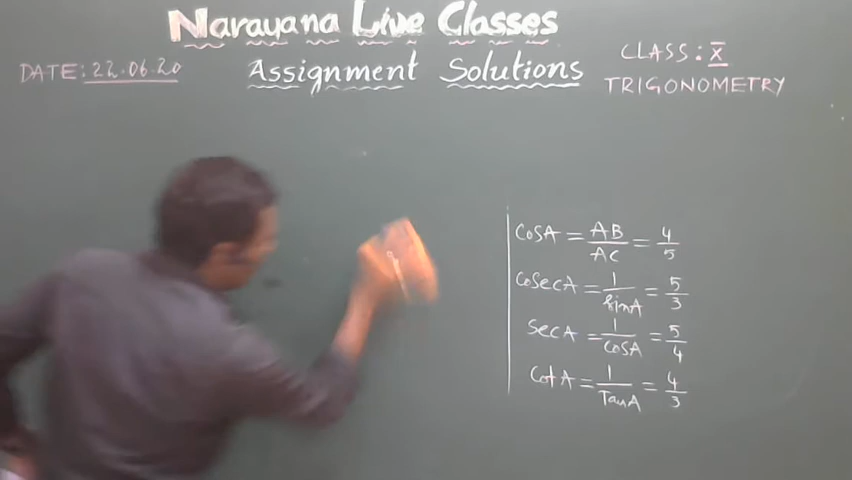 Narayana Live Classes
DATE: 22.06.20
Assignment Solutions
CLASS: X
TRIGONOMETRY
CosA = AB/AC = 4/5
CosecA = 1/sinA = 5/3
SecA = 1/CosA = 5/4
Cot A = 1/TanA = 4/3